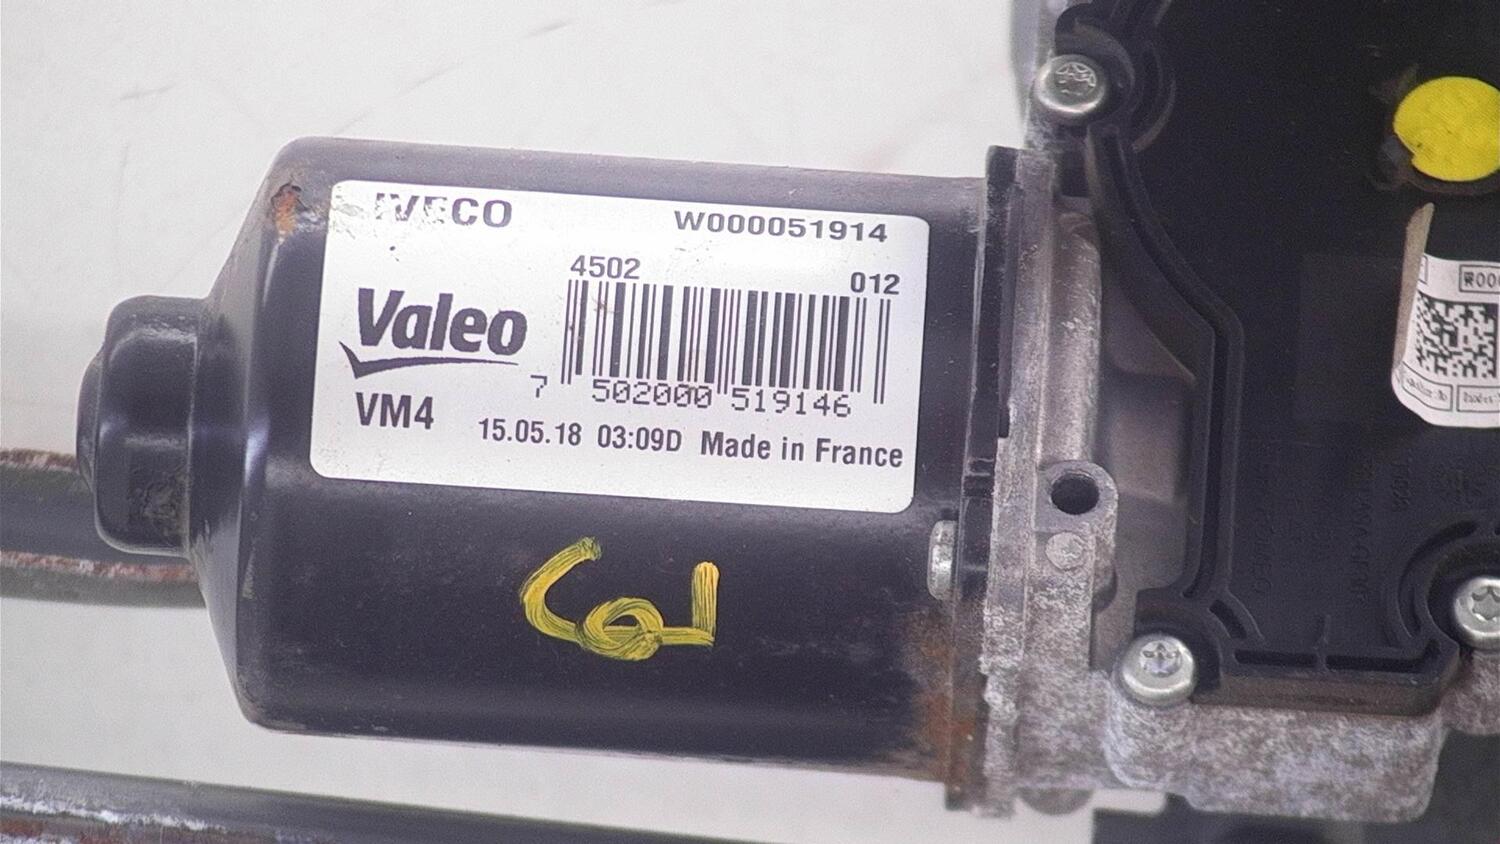 IVECO W000051914
4502 012
Valeo
7 502000 519146
VM4 15.05.18 03:09D Made in France